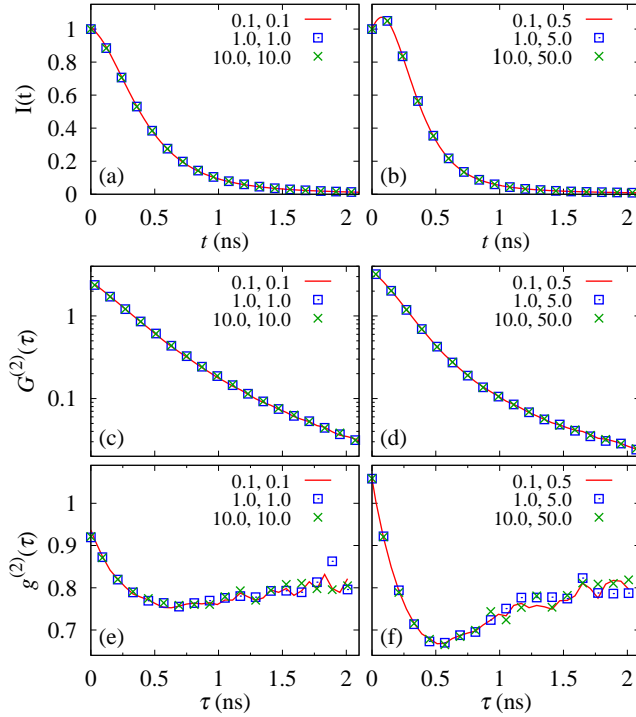 0.1, 0.1
1.0, 1.0
10.0, 10.0
1
0.8
0.6
0.4
0.2
0
I(t)
(a)
0 0.5 1 1.5 2
t (ns)
0.1, 0.5
1.0, 5.0
10.0, 50.0
(b)
0 0.5 1 1.5 2
t (ns)
0.1, 0.1
1.0, 1.0
10.0, 10.0
1
0.1
G(2)(τ)
(c)
0.1, 0.5
1.0, 5.0
10.0, 50.0
(d)
0.1, 0.1
1.0, 1.0
10.0, 10.0
1
0.9
0.8
0.7
g(2)(τ)
(e)
0 0.5 1 1.5 2
τ (ns)
0.1, 0.5
1.0, 5.0
10.0, 50.0
(f)
0 0.5 1 1.5 2
τ (ns)